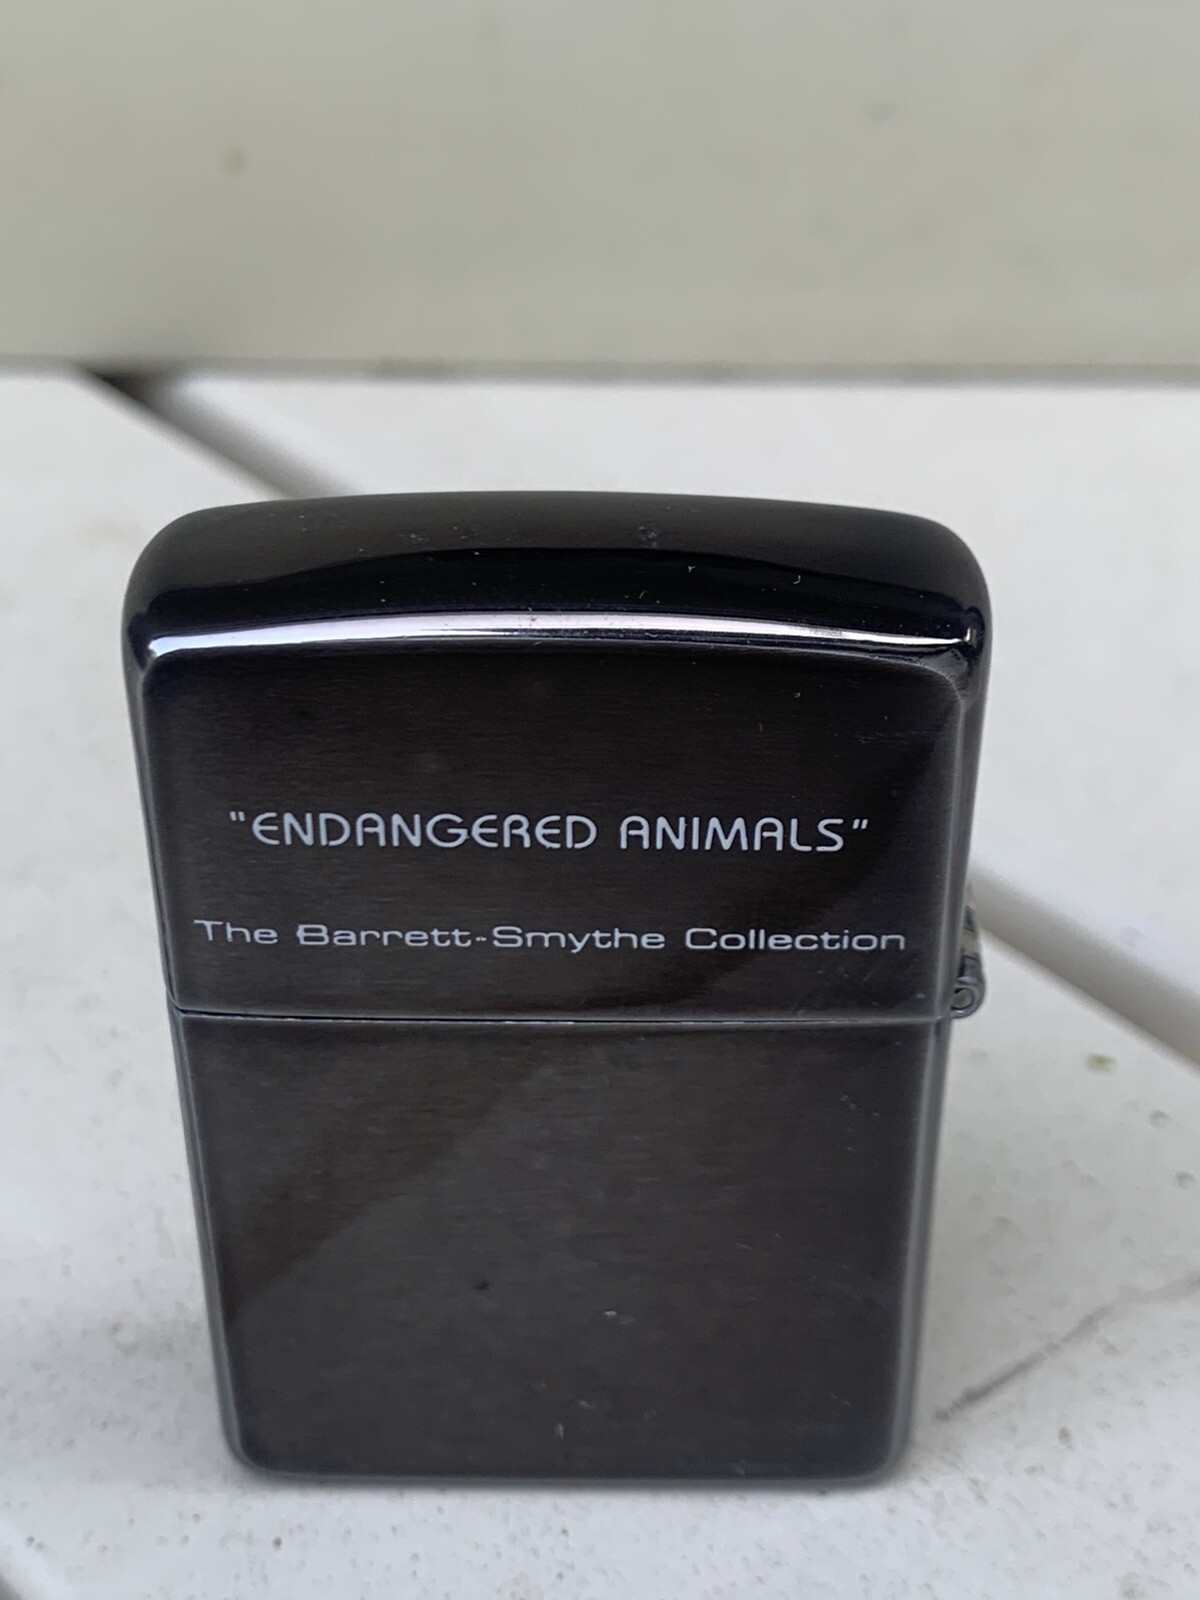 "ENDANGERED ANIMALS"
The Barrett-Smythe Collection